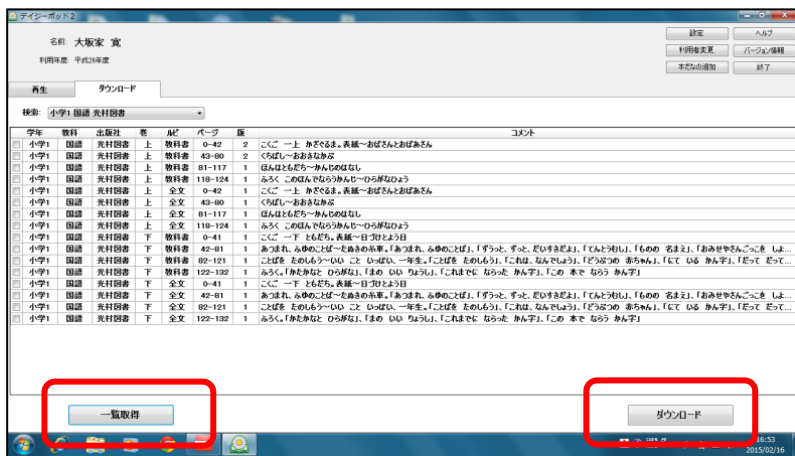 デイジーポッド2
名前: 大坂家 寛
利用年度: 平成26年度
設定 ヘルプ
利用者変更 バージョン情報
本だなの追加 終了
再生 ダウンロード
検索: 小学1 国語 光村図書
学年 教科 出版社 巻 ルビ ページ 版 コメント
小学1 国語 光村図書 上 教科書 0-42 2 こくご 一上 かざぐるま。表紙～おばさんとおばあさん
小学1 国語 光村図書 上 教科書 43-80 2 くちばし～おおきなかぶ
小学1 国語 光村図書 上 教科書 81-117 1 ほんはともだち～かんじのはなし
小学1 国語 光村図書 上 教科書 118-124 1 ふろく このほんでならうかんじ～ひらがなひょう
小学1 国語 光村図書 上 全文 0-42 2 こくご 一上 かざぐるま。表紙～おばさんとおばあさん
小学1 国語 光村図書 上 全文 43-80 1 くちばし～おおきなかぶ
小学1 国語 光村図書 上 全文 81-117 1 ほんはともだち～かんじのはなし
小学1 国語 光村図書 上 全文 118-124 1 ふろく このほんでならうかんじ～ひらがなひょう
小学1 国語 光村図書 下 教科書 0-41 1 こくご 一下 ともだち。表紙～日づけとよう日
小学1 国語 光村図書 下 教科書 42-81 1 あつまれ、ふゆのことば～たぬきの糸車。「あつまれ、ふゆのことば」、「ずうっと、ずっと、だいすきだよ」、「てんとうむし」、「ものの 名まえ」、「おみせやさんごっこを しよ...
小学1 国語 光村図書 下 教科書 82-121 1 ことばを たのしもう～いい こと いっぱい、一年生。「ことばを たのしもう」、「これは、なんでしょう」、「どうぶつの 赤ちゃん」、「にて いる かん字」、「だって だって...
小学1 国語 光村図書 下 教科書 122-132 1 ふろく。「かたかなと ひらがな」、「まの いい りょうし」、「これまでに ならった かん字」、「この 本で ならう かん字」
小学1 国語 光村図書 下 全文 0-41 1 こくご 一下 ともだち。表紙～日づけとよう日
小学1 国語 光村図書 下 全文 42-81 1 あつまれ、ふゆのことば～たぬきの糸車。「あつまれ、ふゆのことば」、「ずうっと、ずっと、だいすきだよ」、「てんとうむし」、「ものの 名まえ」、「おみせやさんごっこを しよ...
小学1 国語 光村図書 下 全文 82-121 1 ことばを たのしもう～いい こと いっぱい、一年生。「ことばを たのしもう」、「これは、なんでしょう」、「どうぶつの 赤ちゃん」、「にて いる かん字」、「だって だって...
小学1 国語 光村図書 下 全文 122-132 1 ふろく。「かたかなと ひらがな」、「まの いい りょうし」、「これまでに ならった かん字」、「この 本で ならう かん字」
一覧取得 ダウンロード
16:53
2015/02/16